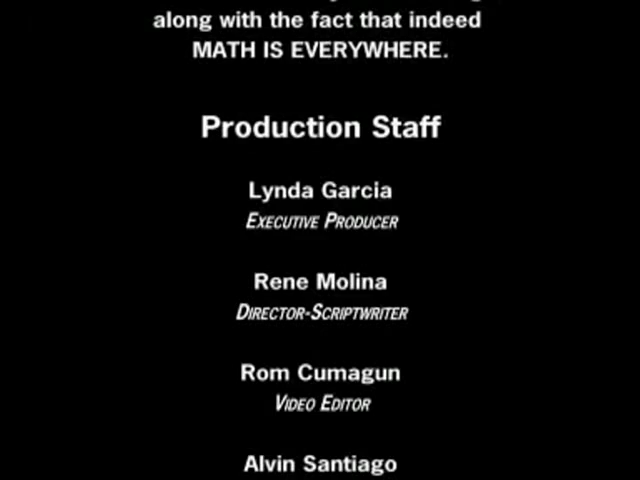 along with the fact that indeed
MATH IS EVERYWHERE.
Production Staff
Lynda Garcia
EXECUTIVE PRODUCER
Rene Molina
DIRECTOR-SCRIPTWRITER
Rom Cumagun
VIDEO EDITOR
Alvin Santiago